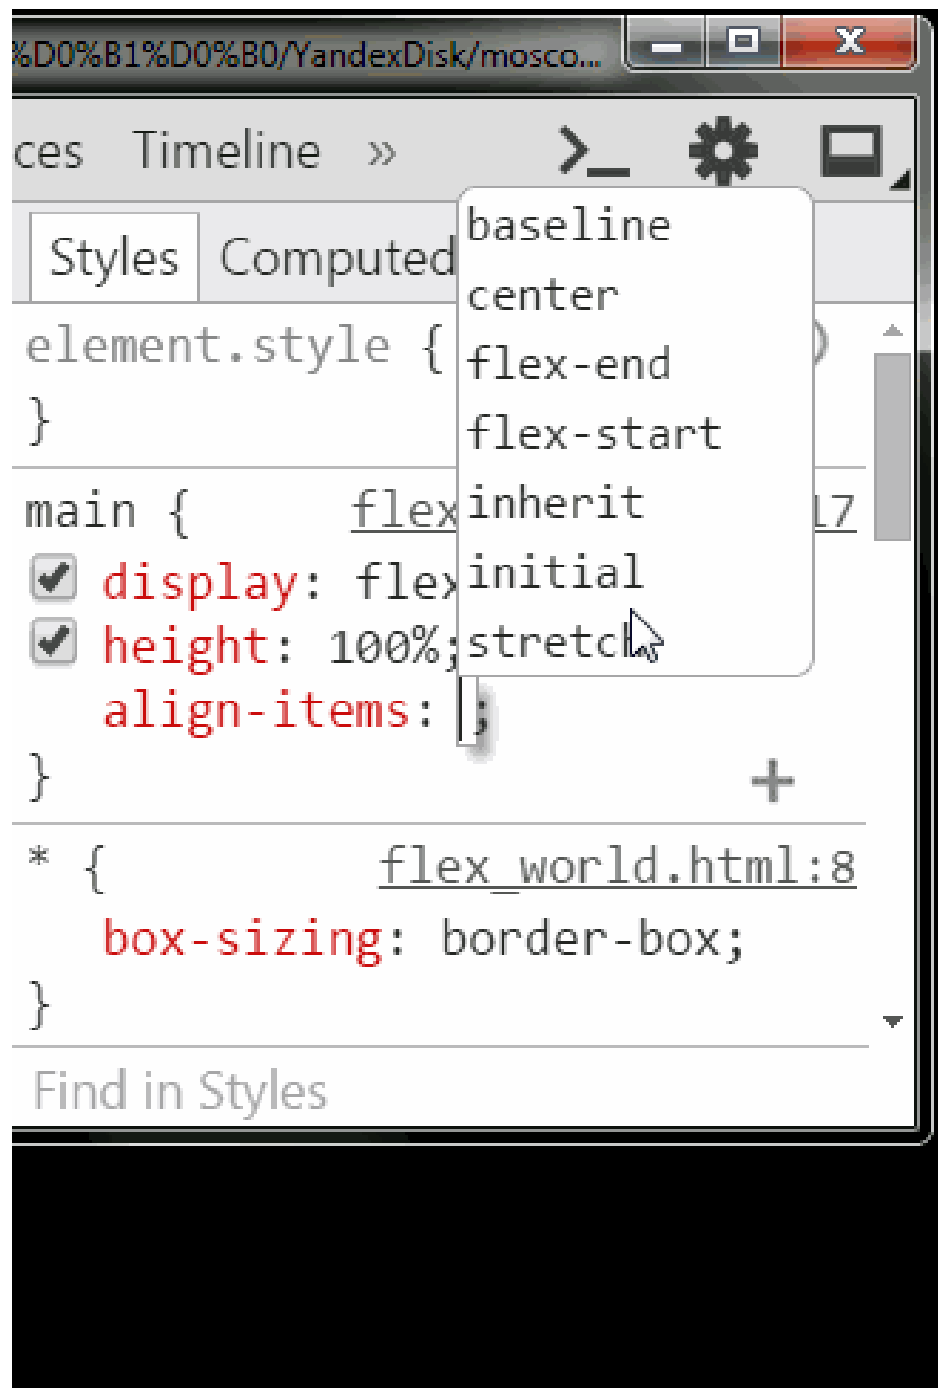 %D0%B1%D0%B0/YandexDisk/mosco...
ces Timeline »
Styles Computed
element.style {
}
main { flex 17
display: flex
height: 100%;
align-items: ;
}
baseline
center
flex-end
flex-start
inherit
initial
stretch
* { flex_world.html:8
box-sizing: border-box;
}
Find in Styles